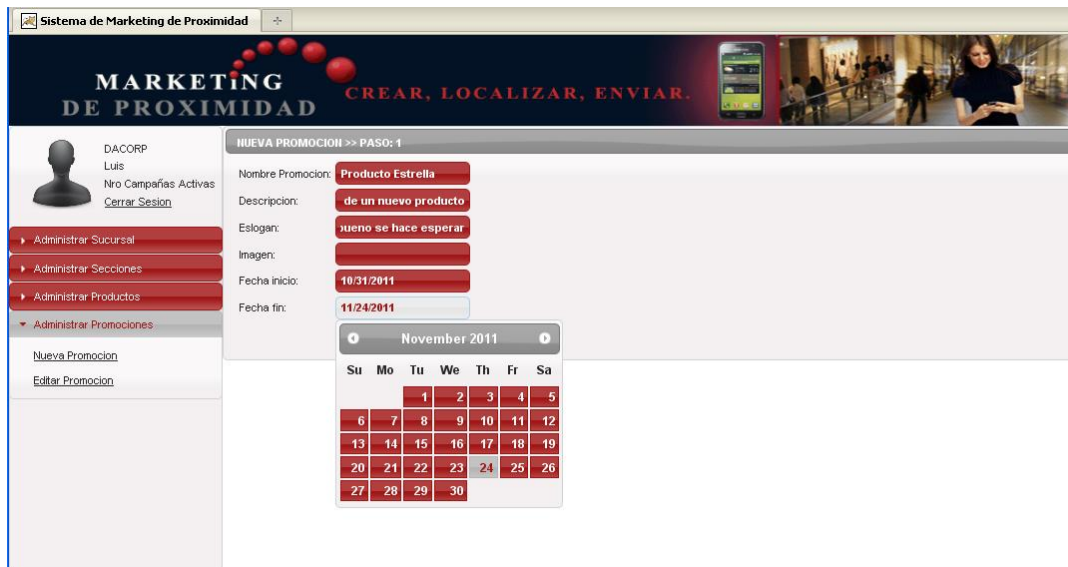 Sistema de Marketing de Proximidad
MARKETiNG
DE PROXIMIDAD
CREAR, LOCALIZAR, ENVIAR.
DACORP
Luis
Nro Campañas Activas
Cerrar Sesion
Administrar Sucursal
Administrar Secciones
Administrar Productos
Administrar Promociones
Nueva Promocion
Editar Promocion
NUEVA PROMOCION >> PASO: 1
Nombre Promocion: Producto Estrella
Descripcion: de un nuevo producto
Eslogan: bueno se hace esperar
Imagen:
Fecha inicio: 10/31/2011
Fecha fin: 11/24/2011
November 2011
Su Mo Tu We Th Fr Sa
1 2 3 4 5
6 7 8 9 10 11 12
13 14 15 16 17 18 19
20 21 22 23 24 25 26
27 28 29 30